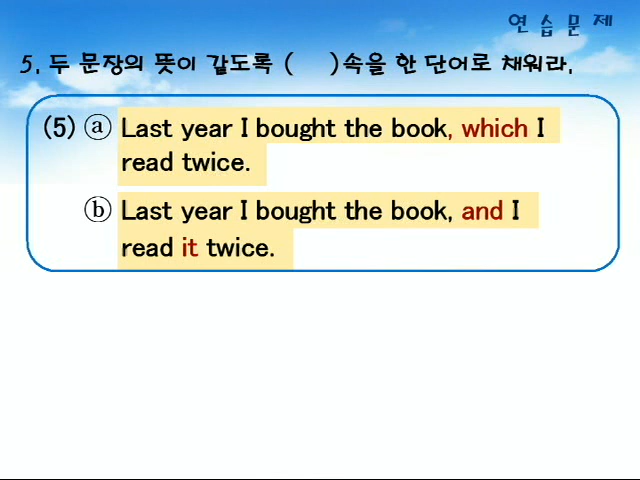 연습문제
5. 두 문장의 뜻이 같도록 (    )속을 한 단어로 채워라.
(5) ⓐ Last year I bought the book, which I
read twice.
ⓑ Last year I bought the book, and I
read it twice.